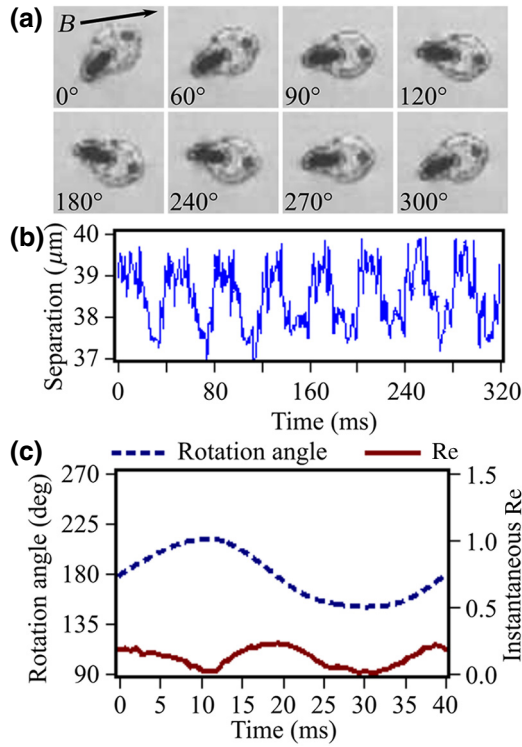 (a)
B
0° 60° 90° 120°
180° 240° 270° 300°
(b)
Separation (μm)
40
39
38
37
0 80 160 240 320
Time (ms)
(c)
Rotation angle Re
Rotation angle (deg)
270
225
180
135
90
Instantaneous Re
1.5
1.0
0.5
0.0
0 5 10 15 20 25 30 35 40
Time (ms)